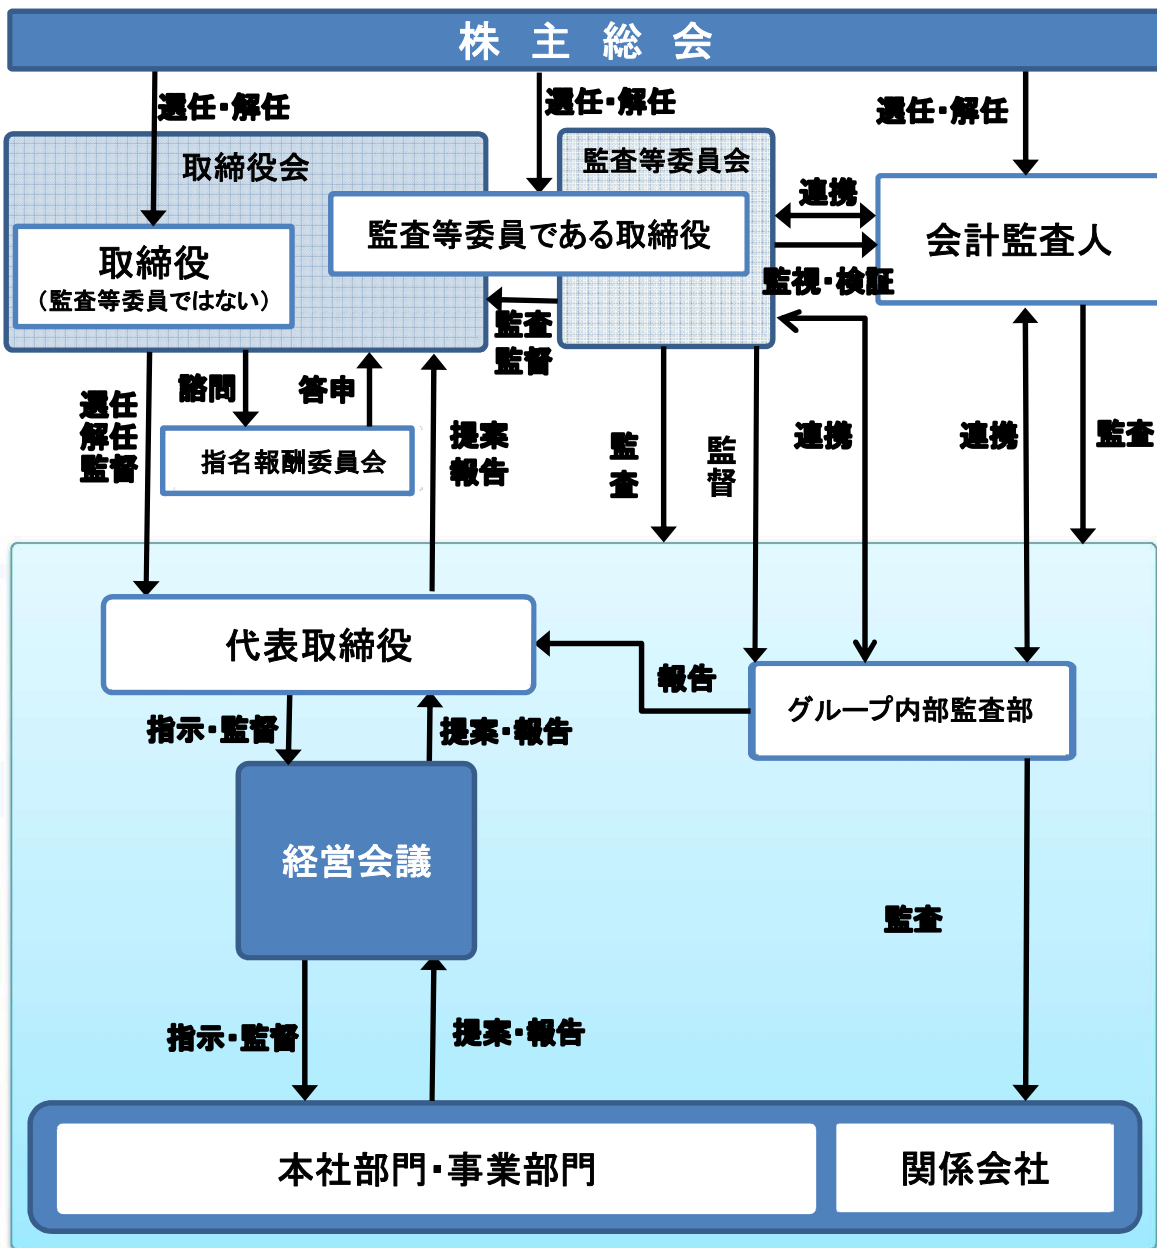 株主総会
選任・解任
選任・解任
選任・解任
取締役会
監査等委員会
監査等委員である取締役
連携
会計監査人
取締役
（監査等委員ではない）
監視・検証
監査
監督
選任
解任
監督
諮問
答申
提案
報告
指名報酬委員会
監査
監督
連携
連携
監査
代表取締役
報告
グループ内部監査部
指示・監督
提案・報告
経営会議
監査
指示・監督
提案・報告
本社部門・事業部門
関係会社